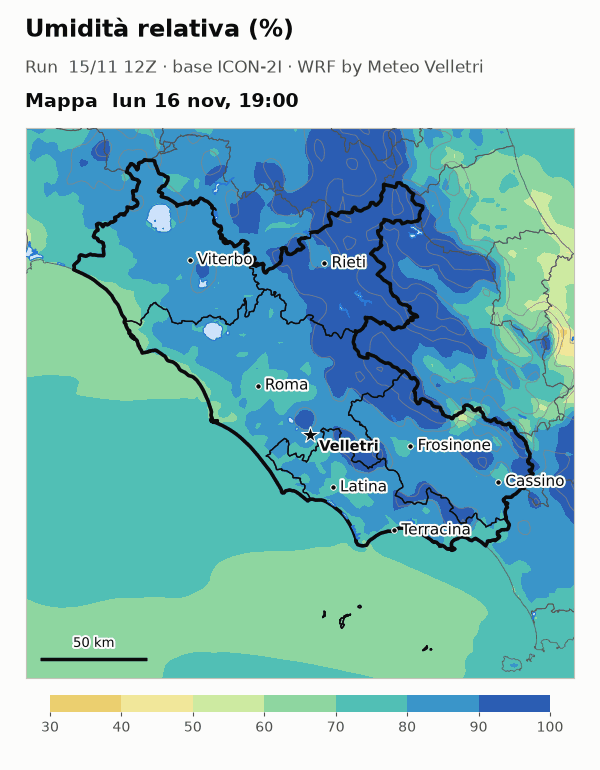 Umidità relativa (%)
Run  15/11 12Z · base ICON-2I · WRF by Meteo Velletri
Mappa  lun 16 nov, 19:00
Viterbo
Rieti
Roma
Velletri
Frosinone
Cassino
Latina
Terracina
50 km
30 40 50 60 70 80 90 100